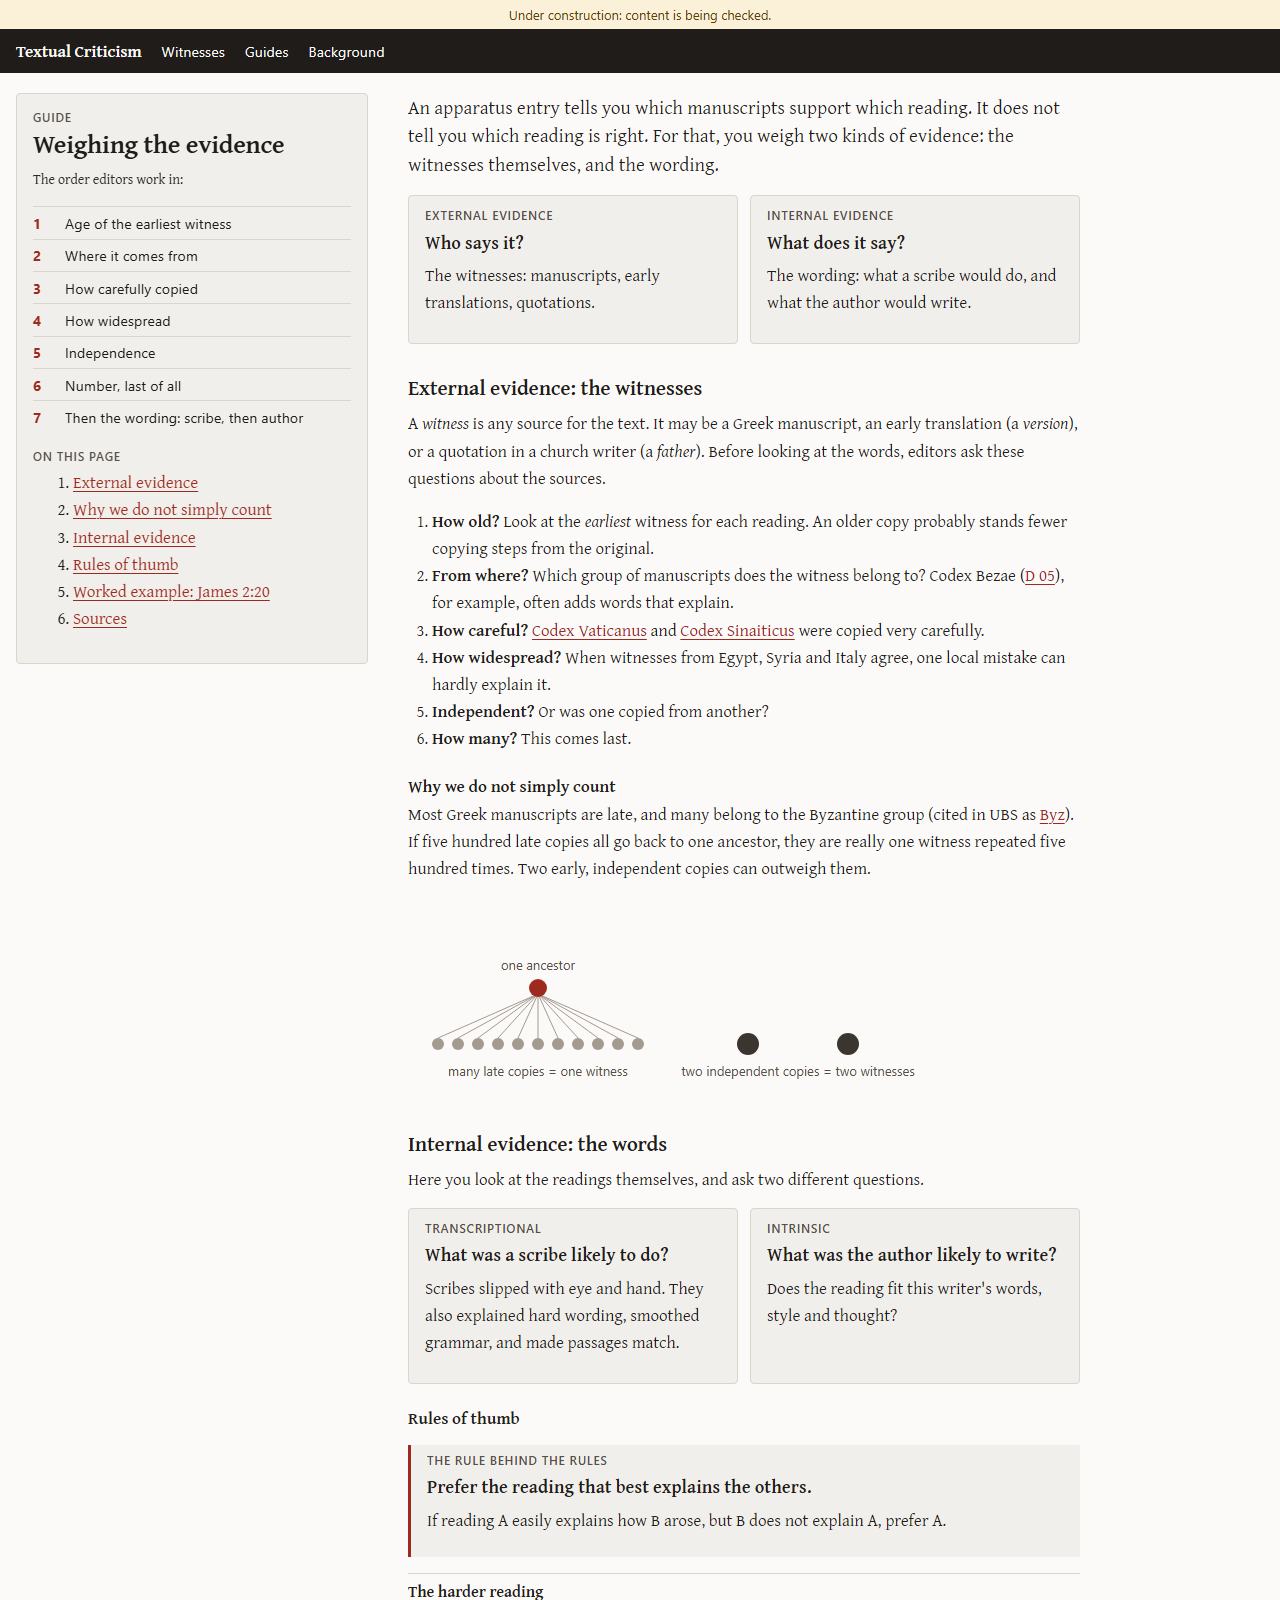 Under construction: content is being checked.
Textual Criticism Witnesses Guides Background
GUIDE
Weighing the evidence
The order editors work in:
1 Age of the earliest witness
2 Where it comes from
3 How carefully copied
4 How widespread
5 Independence
6 Number, last of all
7 Then the wording: scribe, then author
ON THIS PAGE
1. External evidence
2. Why we do not simply count
3. Internal evidence
4. Rules of thumb
5. Worked example: James 2:20
6. Sources
An apparatus entry tells you which manuscripts support which reading. It does not
tell you which reading is right. For that, you weigh two kinds of evidence: the
witnesses themselves, and the wording.
EXTERNAL EVIDENCE
Who says it?
The witnesses: manuscripts, early
translations, quotations.
INTERNAL EVIDENCE
What does it say?
The wording: what a scribe would do, and
what the author would write.
External evidence: the witnesses
A witness is any source for the text. It may be a Greek manuscript, an early translation (a version),
or a quotation in a church writer (a father). Before looking at the words, editors ask these
questions about the sources.
1. How old? Look at the earliest witness for each reading. An older copy probably stands fewer
copying steps from the original.
2. From where? Which group of manuscripts does the witness belong to? Codex Bezae (D 05),
for example, often adds words that explain.
3. How careful? Codex Vaticanus and Codex Sinaiticus were copied very carefully.
4. How widespread? When witnesses from Egypt, Syria and Italy agree, one local mistake can
hardly explain it.
5. Independent? Or was one copied from another?
6. How many? This comes last.
Why we do not simply count
Most Greek manuscripts are late, and many belong to the Byzantine group (cited in UBS as Byz).
If five hundred late copies all go back to one ancestor, they are really one witness repeated five
hundred times. Two early, independent copies can outweigh them.
one ancestor
many late copies = one witness
two independent copies = two witnesses
Internal evidence: the words
Here you look at the readings themselves, and ask two different questions.
TRANSCRIPTIONAL
What was a scribe likely to do?
Scribes slipped with eye and hand. They
also explained hard wording, smoothed
grammar, and made passages match.
INTRINSIC
What was the author likely to write?
Does the reading fit this writer's words,
style and thought?
Rules of thumb
THE RULE BEHIND THE RULES
Prefer the reading that best explains the others.
If reading A easily explains how B arose, but B does not explain A, prefer A.
The harder reading